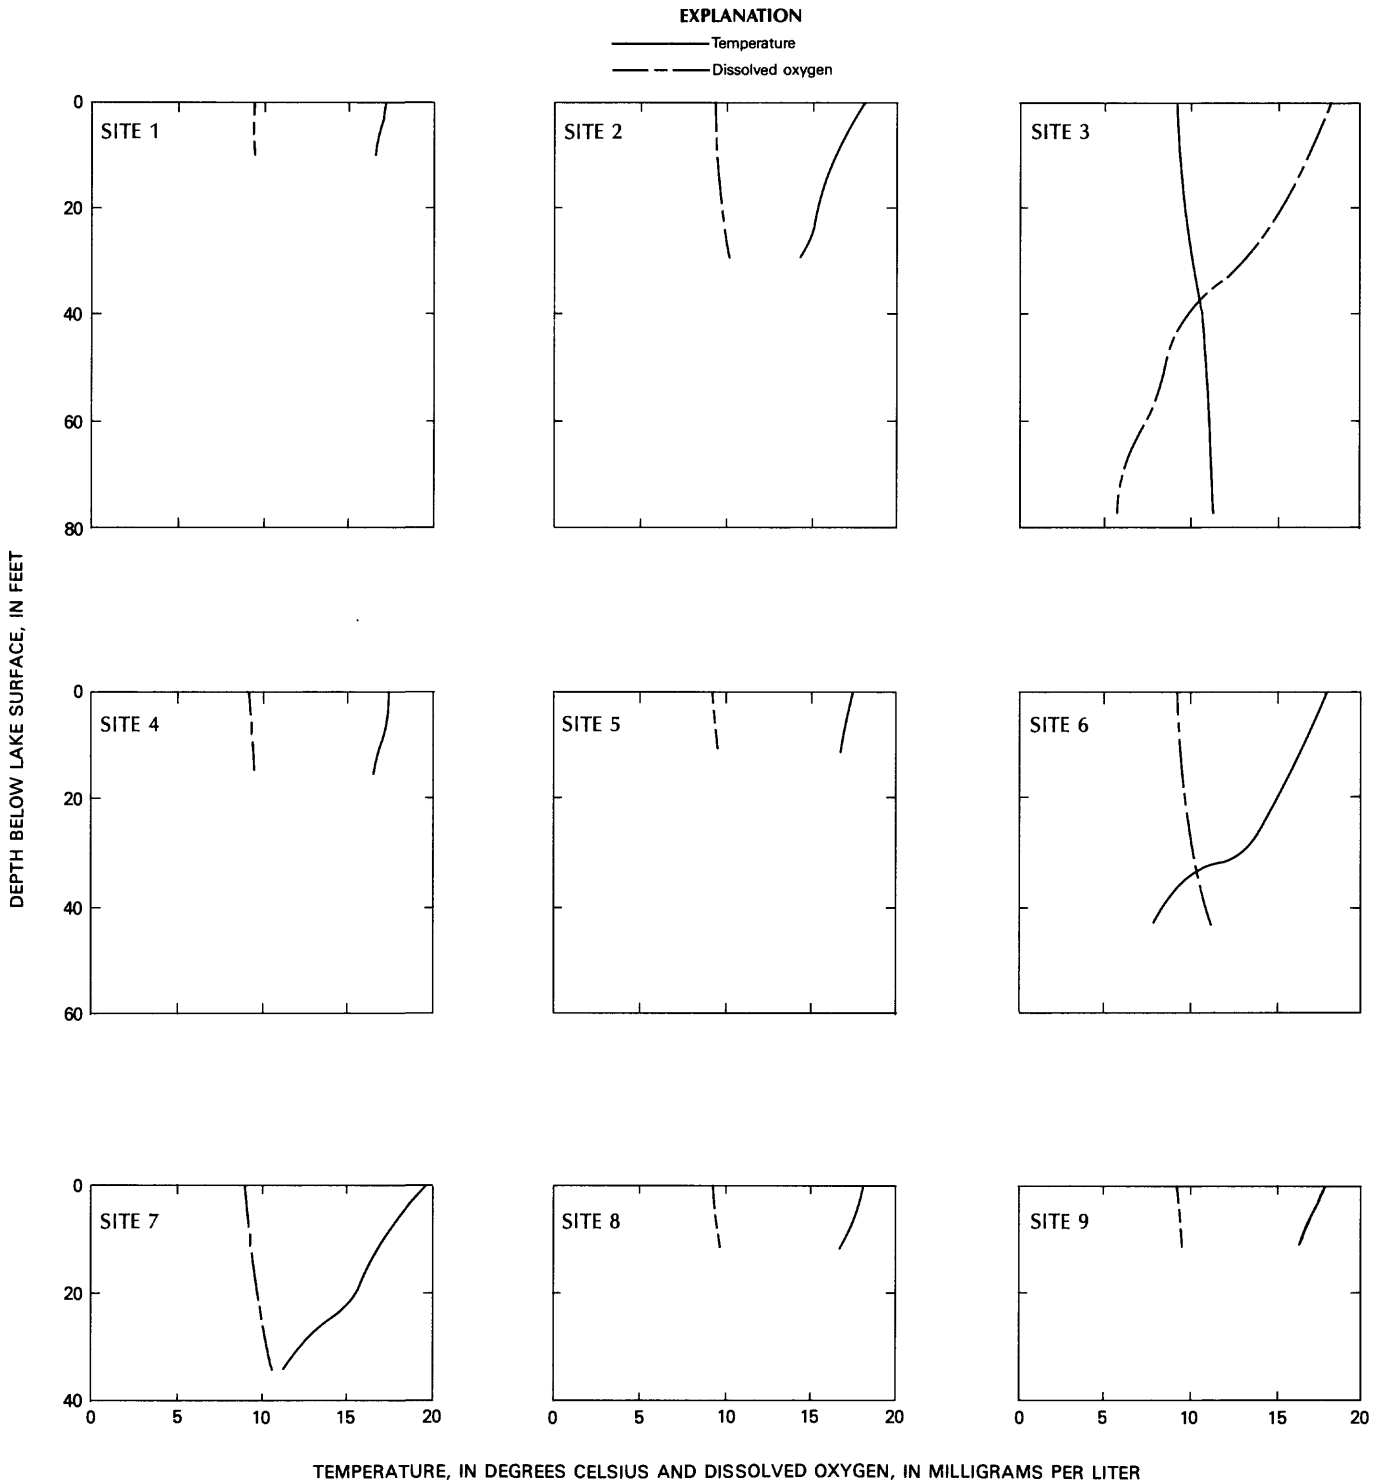 EXPLANATION
Temperature
Dissolved oxygen
SITE 1
SITE 2
SITE 3
0
20
40
60
80
DEPTH BELOW LAKE SURFACE, IN FEET
SITE 4
SITE 5
SITE 6
0
20
40
60
SITE 7
SITE 8
SITE 9
0
20
40
0 5 10 15 20
0 5 10 15 20
0 5 10 15 20
TEMPERATURE, IN DEGREES CELSIUS AND DISSOLVED OXYGEN, IN MILLIGRAMS PER LITER